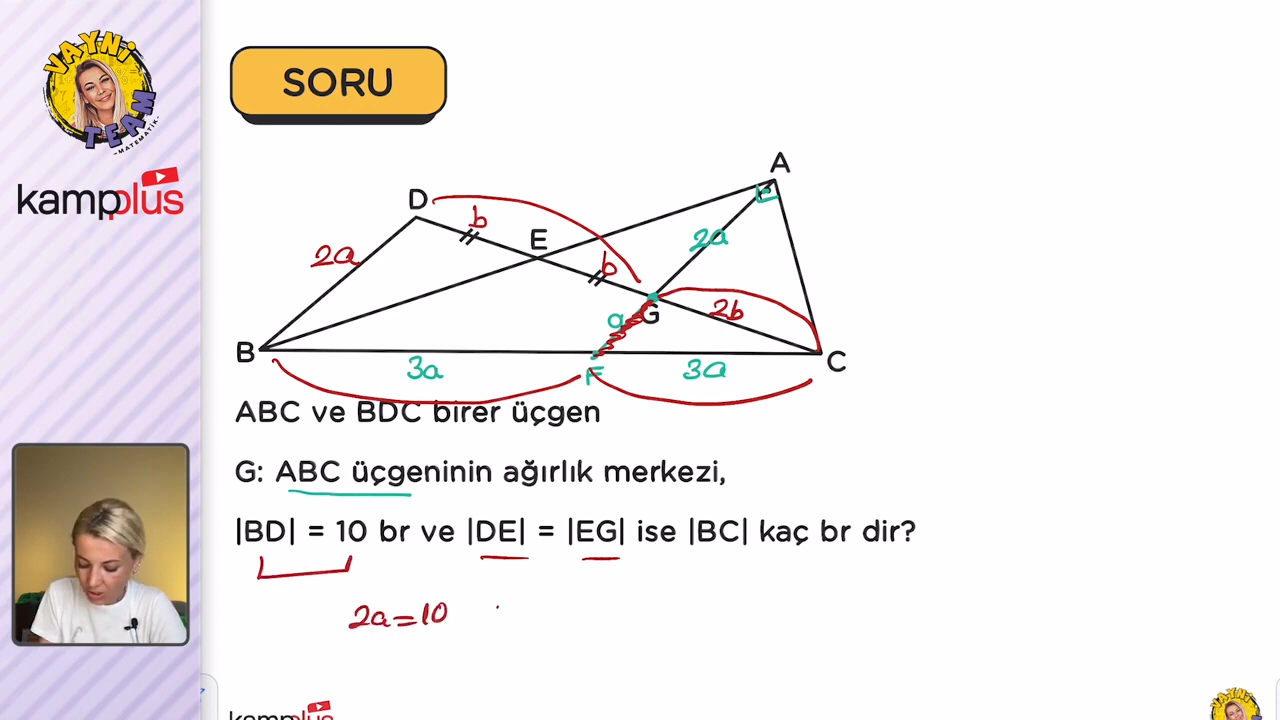 VAYNİ
TEAM
-MATEMATİK-
kampplus
SORU
A
D
b
E
2a
2a
b
G
a
2b
B
3a
F
3a
C
ABC ve BDC birer üçgen
G: ABC üçgeninin ağırlık merkezi,
|BD| = 10 br ve |DE| = |EG| ise |BC| kaç br dir?
2a=10
kampplus